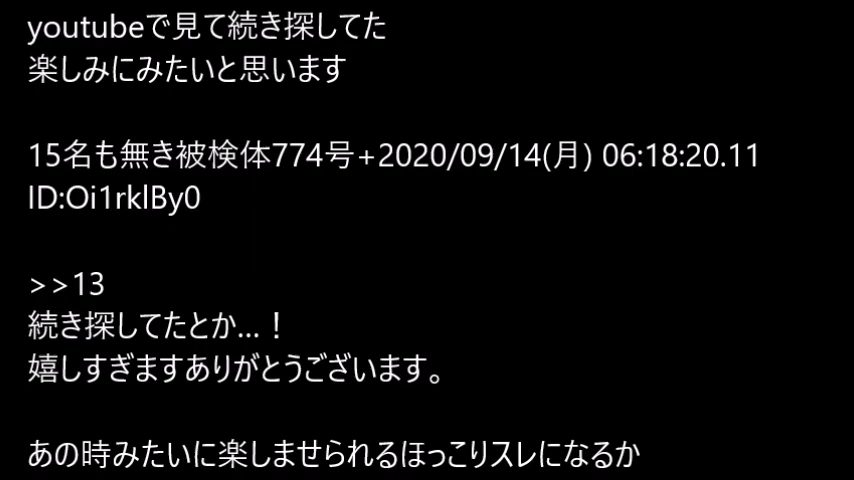 youtubeで見て続き探してた
楽しみにみたいと思います
15名も無き被検体774号+2020/09/14(月) 06:18:20.11
ID:Oi1rklBy0
>>13
続き探してたとか…！
嬉しすぎますありがとうございます。
あの時みたいに楽しませられるほっこりスレになるか